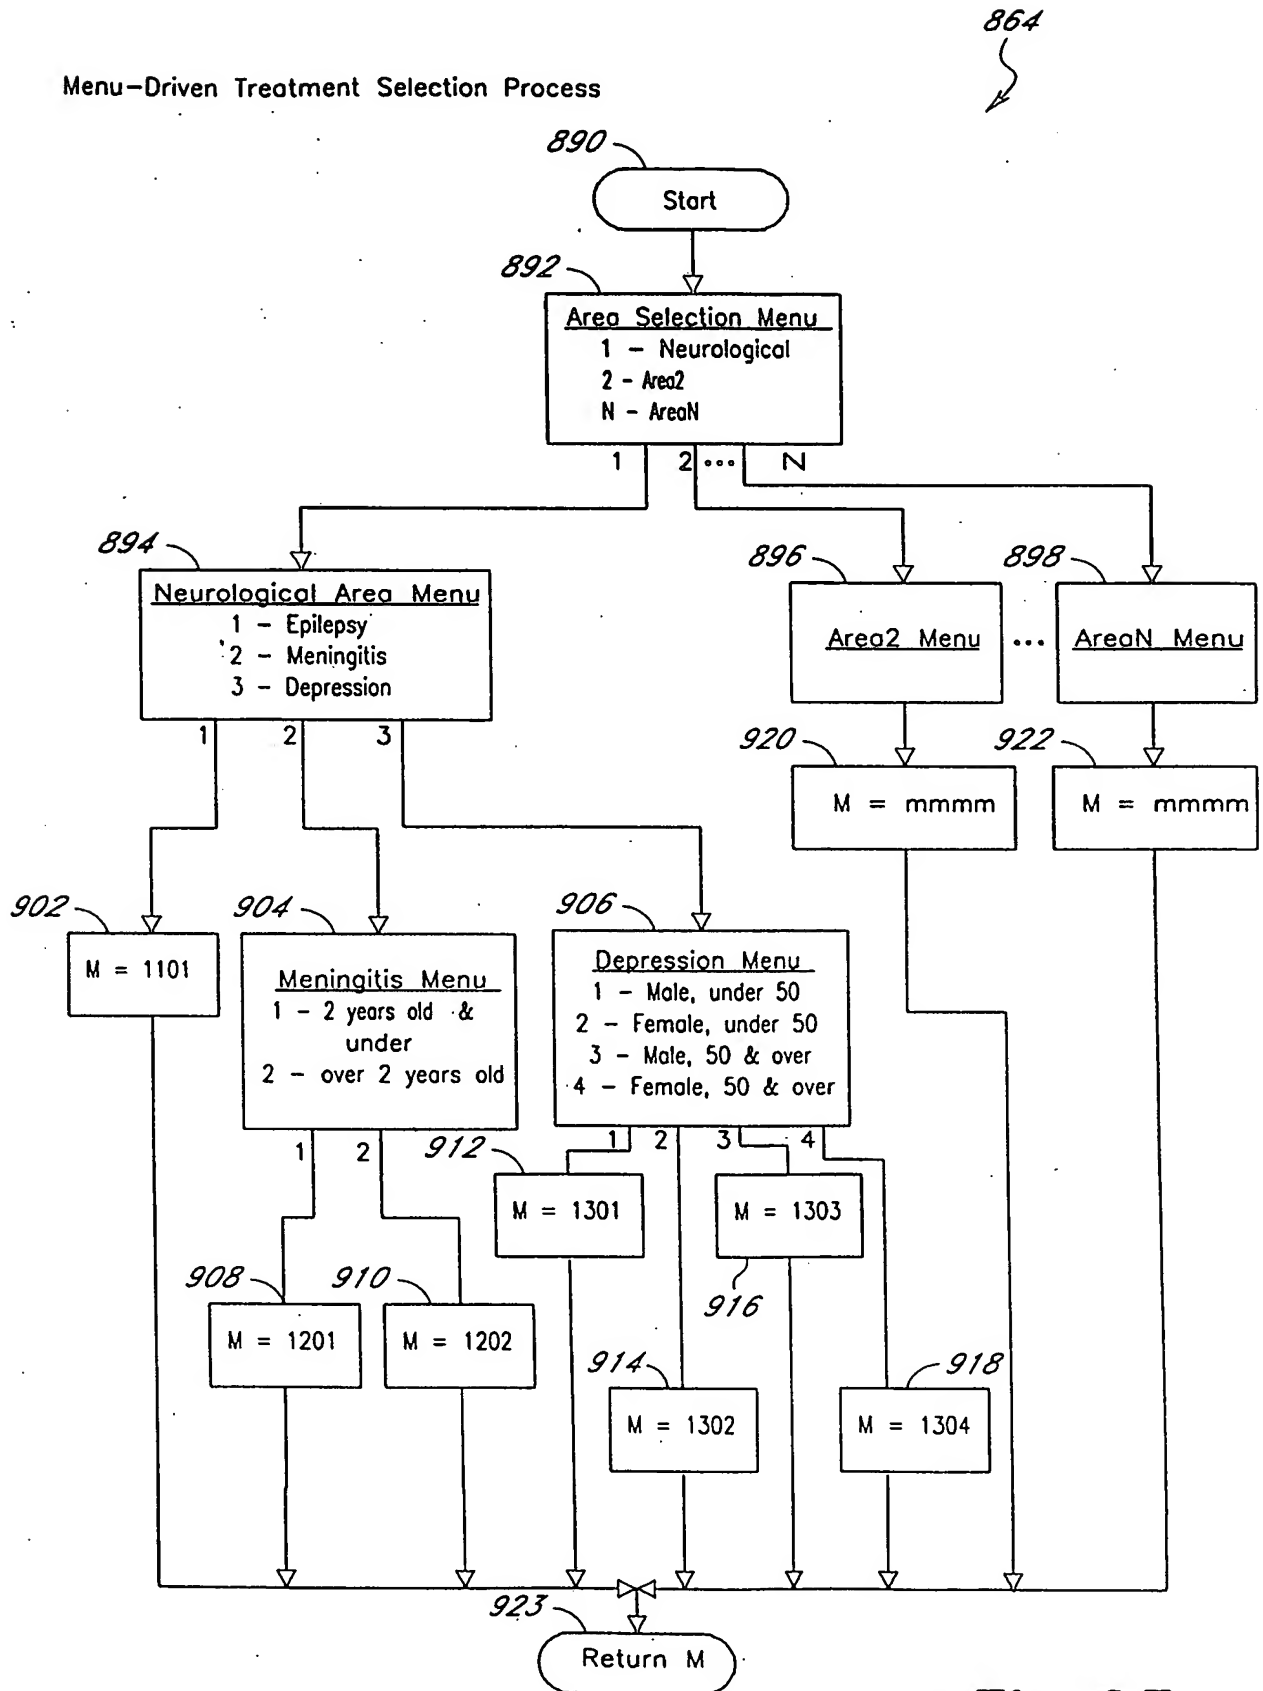 864
Menu-Driven Treatment Selection Process
890
Start
892
Area Selection Menu
1 - Neurological
2 - Area2
N - AreaN
1 2 ... N
894
Neurological Area Menu
1 - Epilepsy
2 - Meningitis
3 - Depression
896
Area2 Menu
...
898
AreaN Menu
1 2 3
920
M = mmmm
922
M = mmmm
902
M = 1101
904
Meningitis Menu
1 - 2 years old &
under
2 - over 2 years old
906
Depression Menu
1 - Male, under 50
2 - Female, under 50
3 - Male, 50 & over
4 - Female, 50 & over
1 2
1 2 3 4
912
M = 1301
M = 1303
916
908
M = 1201
910
M = 1202
914
M = 1302
918
M = 1304
923
Return M